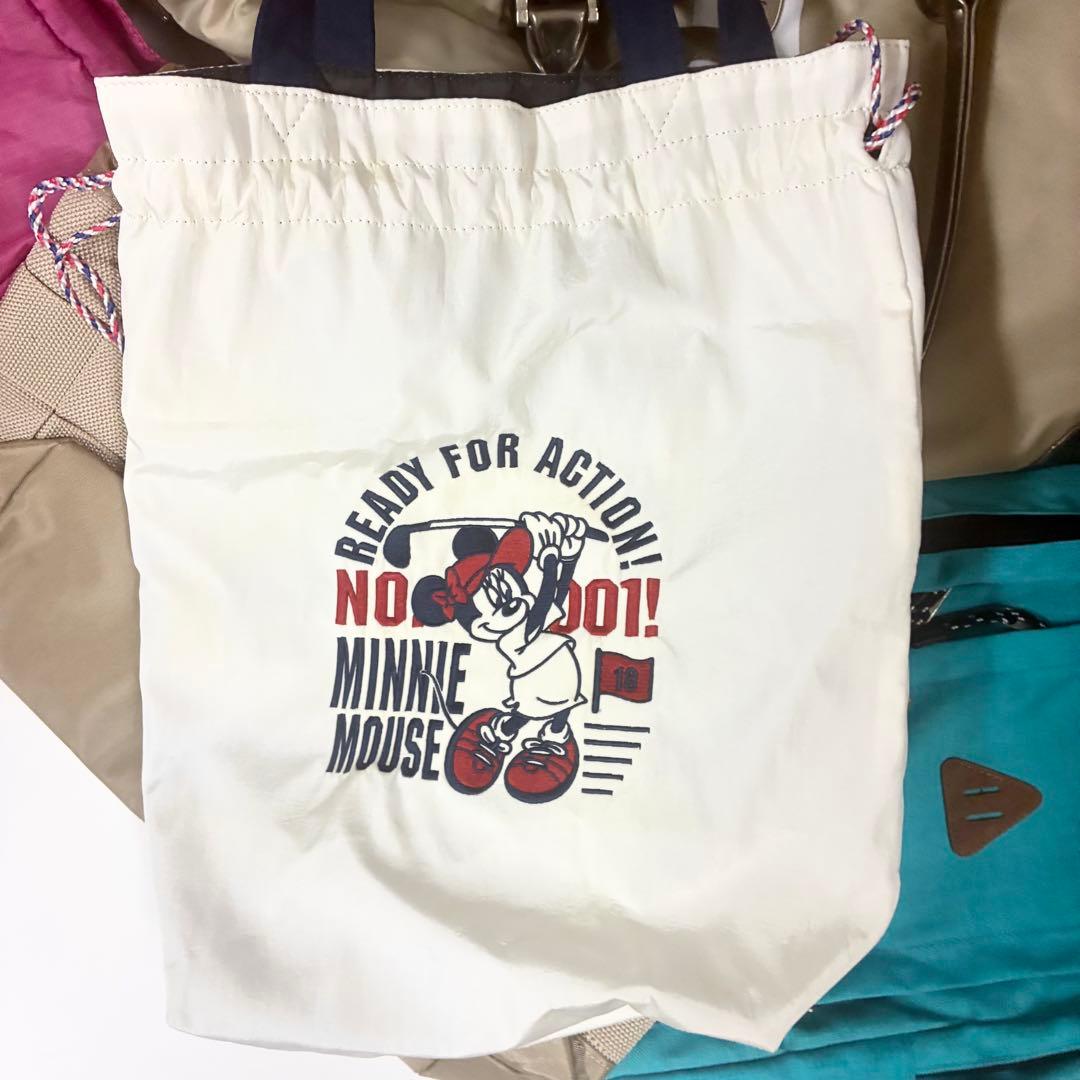 READY FOR ACTION!
NO. 001!
MINNIE
18
MOUSE